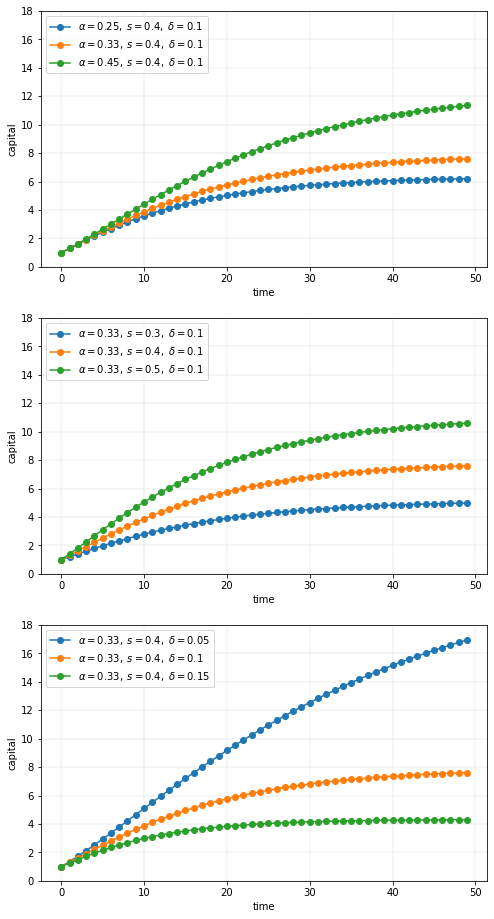 18
16
14
12
10
8
6
4
2
0
capital
α = 0.25, s = 0.4, δ = 0.1
α = 0.33, s = 0.4, δ = 0.1
α = 0.45, s = 0.4, δ = 0.1
0 10 20 30 40 50
time
18
16
14
12
10
8
6
4
2
0
capital
α = 0.33, s = 0.3, δ = 0.1
α = 0.33, s = 0.4, δ = 0.1
α = 0.33, s = 0.5, δ = 0.1
0 10 20 30 40 50
time
18
16
14
12
10
8
6
4
2
0
capital
α = 0.33, s = 0.4, δ = 0.05
α = 0.33, s = 0.4, δ = 0.1
α = 0.33, s = 0.4, δ = 0.15
0 10 20 30 40 50
time